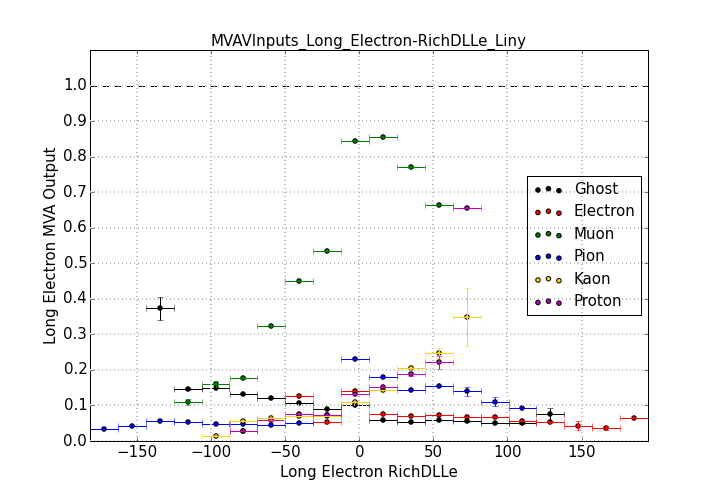 MVAVInputs_Long_Electron-RichDLLe_Liny
Long Electron MVA Output
1.0
0.9
0.8
0.7
0.6
0.5
0.4
0.3
0.2
0.1
0.0
Ghost
Electron
Muon
Pion
Kaon
Proton
−150 −100 −50 0 50 100 150
Long Electron RichDLLe